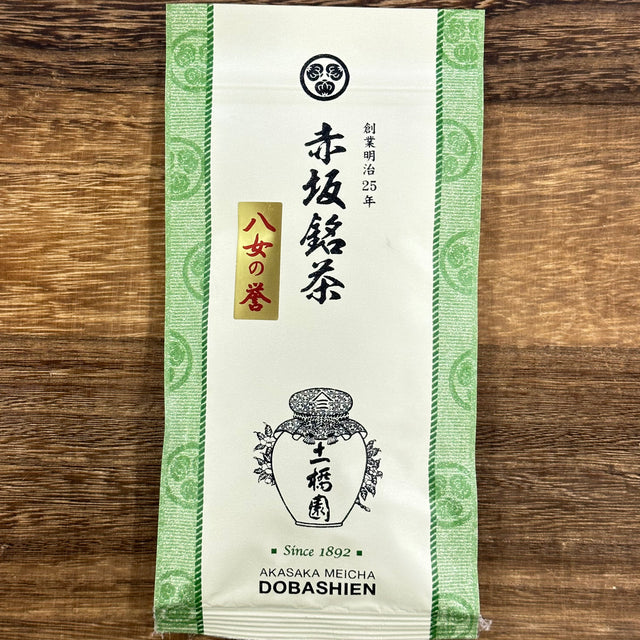 創業明治25年
赤坂銘茶
八女の誉
土橋園
Since 1892
AKASAKA MEICHA
DOBASHIEN